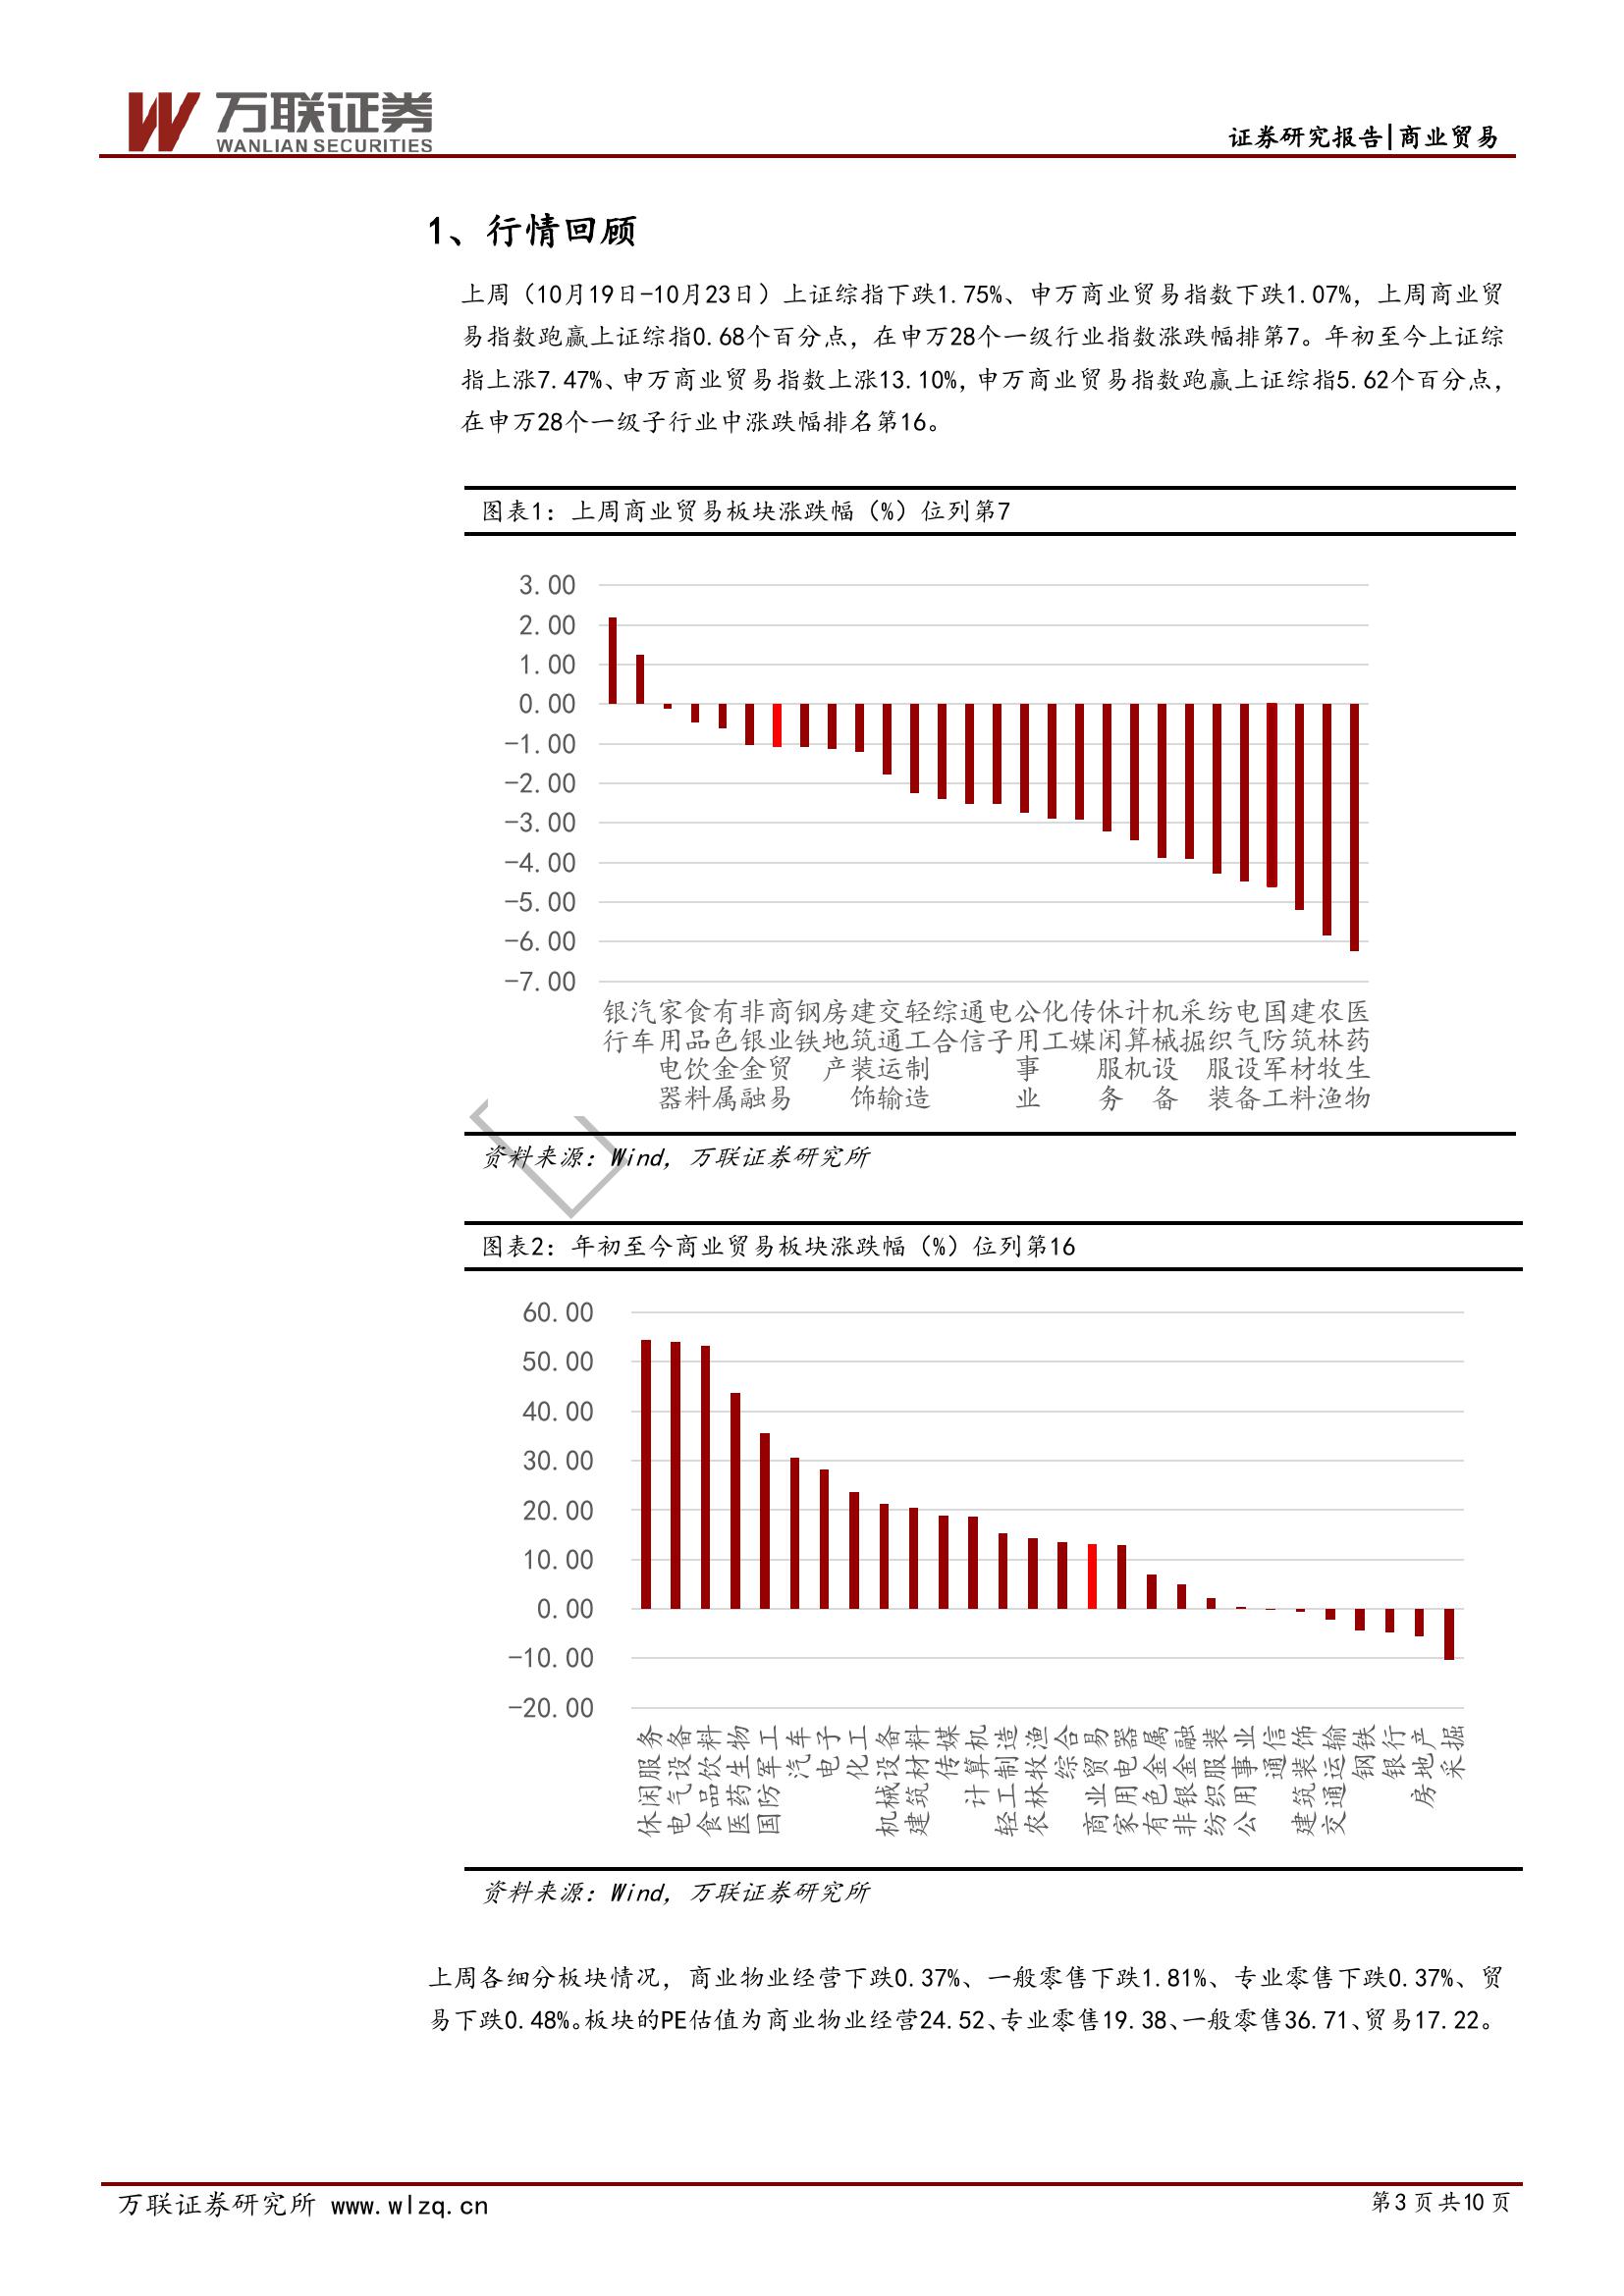 万联证券
WANLIAN SECURITIES
证券研究报告|商业贸易
1、行情回顾
上周（10月19日-10月23日）上证综指下跌1.75%、申万商业贸易指数下跌1.07%，上周商业贸
易指数跑赢上证综指0.68个百分点，在申万28个一级行业指数涨跌幅排第7。年初至今上证综
指上涨7.47%、申万商业贸易指数上涨13.10%，申万商业贸易指数跑赢上证综指5.62个百分点，
在申万28个一级子行业中涨跌幅排名第16。
图表1：上周商业贸易板块涨跌幅（%）位列第7
3.00
2.00
1.00
0.00
-1.00
-2.00
-3.00
-4.00
-5.00
-6.00
-7.00
银行
汽车
家用电器
食品饮料
有色金属
非银金融
商业贸易
钢铁
房地产
建筑装饰
交通运输
轻工制造
综合
通信
电子
公用事业
化工
传媒
休闲服务
计算机
机械设备
采掘
纺织服装
电气设备
国防军工
建筑材料
农林牧渔
医药生物
资料来源：Wind，万联证券研究所
图表2：年初至今商业贸易板块涨跌幅（%）位列第16
60.00
50.00
40.00
30.00
20.00
10.00
0.00
-10.00
-20.00
休闲服务
电气设备
食品饮料
医药生物
国防军工
汽车
电子
化工
机械设备
建筑材料
传媒
计算机
轻工制造
农林牧渔
综合
商业贸易
家用电器
有色金属
非银金融
纺织服装
公用事业
通信
建筑装饰
交通运输
钢铁
银行
房地产
采掘
资料来源：Wind，万联证券研究所
上周各细分板块情况，商业物业经营下跌0.37%、一般零售下跌1.81%、专业零售下跌0.37%、贸
易下跌0.48%。板块的PE估值为商业物业经营24.52、专业零售19.38、一般零售36.71、贸易17.22。
万联证券研究所 www.wlzq.cn
第3页共10页